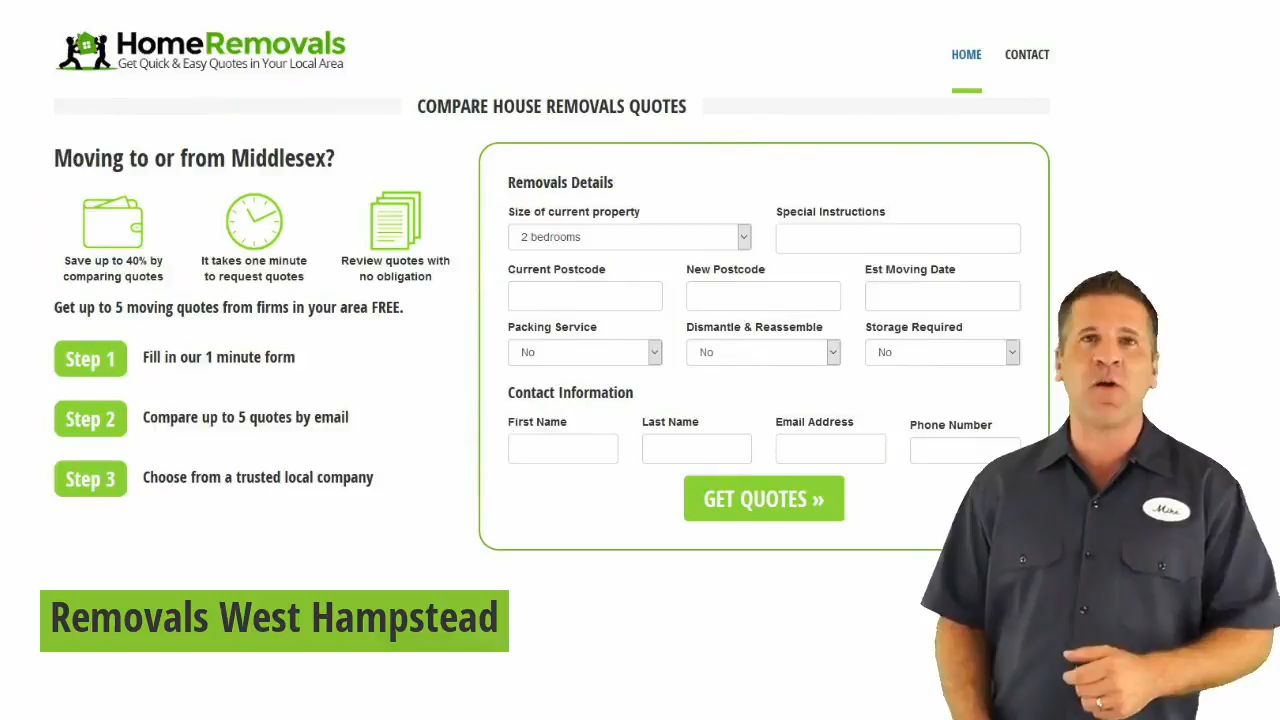 HomeRemovals
Get Quick & Easy Quotes in Your Local Area
HOME
CONTACT
COMPARE HOUSE REMOVALS QUOTES
Moving to or from Middlesex?
Save up to 40% by
comparing quotes
It takes one minute
to request quotes
Review quotes with
no obligation
Get up to 5 moving quotes from firms in your area FREE.
Step 1
Fill in our 1 minute form
Step 2
Compare up to 5 quotes by email
Step 3
Choose from a trusted local company
Removals Details
Size of current property
Special Instructions
2 bedrooms
Current Postcode
New Postcode
Est Moving Date
Packing Service
Dismantle & Reassemble
Storage Required
No
No
No
Contact Information
First Name
Last Name
Email Address
Phone Number
GET QUOTES »
Mike
Removals West Hampstead